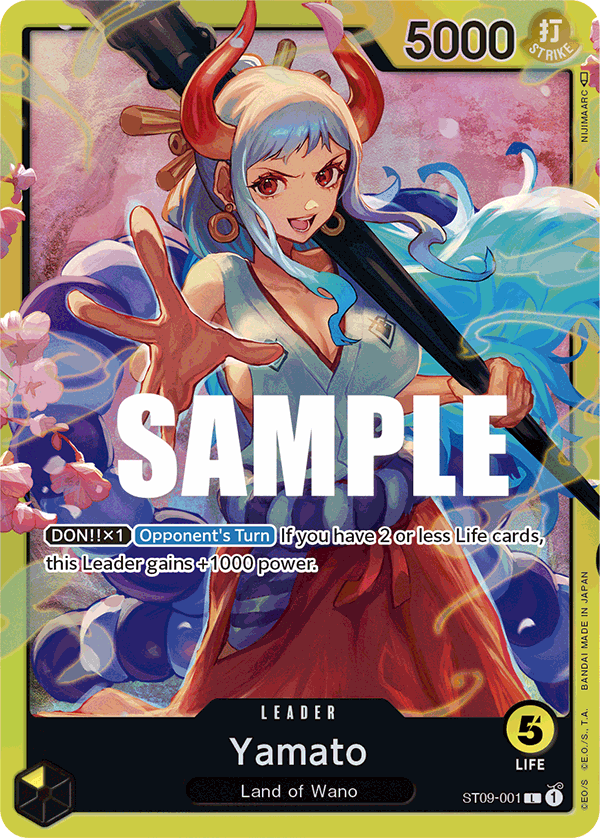 5000
打
STRIKE
NIJIMAARC
SAMPLE
DON!!×1 Opponent's Turn If you have 2 or less Life cards,
this Leader gains +1000 power.
©E.O./S., T.A. BANDAI MADE IN JAPAN
LEADER
Yamato
5
LIFE
Land of Wano
ST09-001 L 1
©EO/S